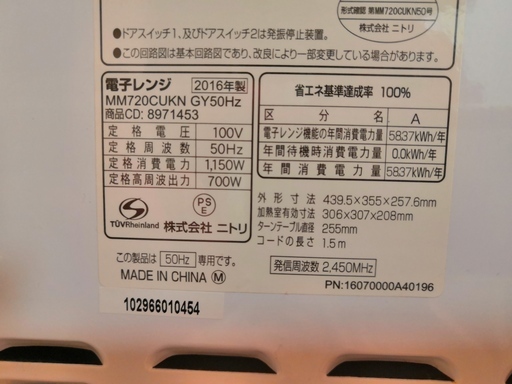 形式確認 第MM720CUKN50号
株式会社 ニトリ
●ドアスイッチ1、及びドアスイッチ2は発振停止装置。
●この回路図は基本回路であり、改良により一部変更している場合が
電子レンジ 2016年製
MM720CUKN GY50Hz
商品CD: 8971453
定格電圧 100V
定格周波数 50Hz
定格消費電力 1,150W
定格高周波出力 700W
TÜVRheinland
PSE
株式会社 ニトリ
この製品は 50Hz 専用です。
MADE IN CHINA M
102966010454
省エネ基準達成率 100%
区分名 A
電子レンジ機能の年間消費電力量 58.37kWh/年
年間待機時消費電力量 0.0kWh/年
年間消費電力量 58.37kWh/年
外形寸法 439.5×355×257.6mm
加熱室有効寸法 306×307×208mm
ターンテーブル直径 255mm
コードの長さ 1.5m
発信周波数 2,450MHz
PN:16070000A40196